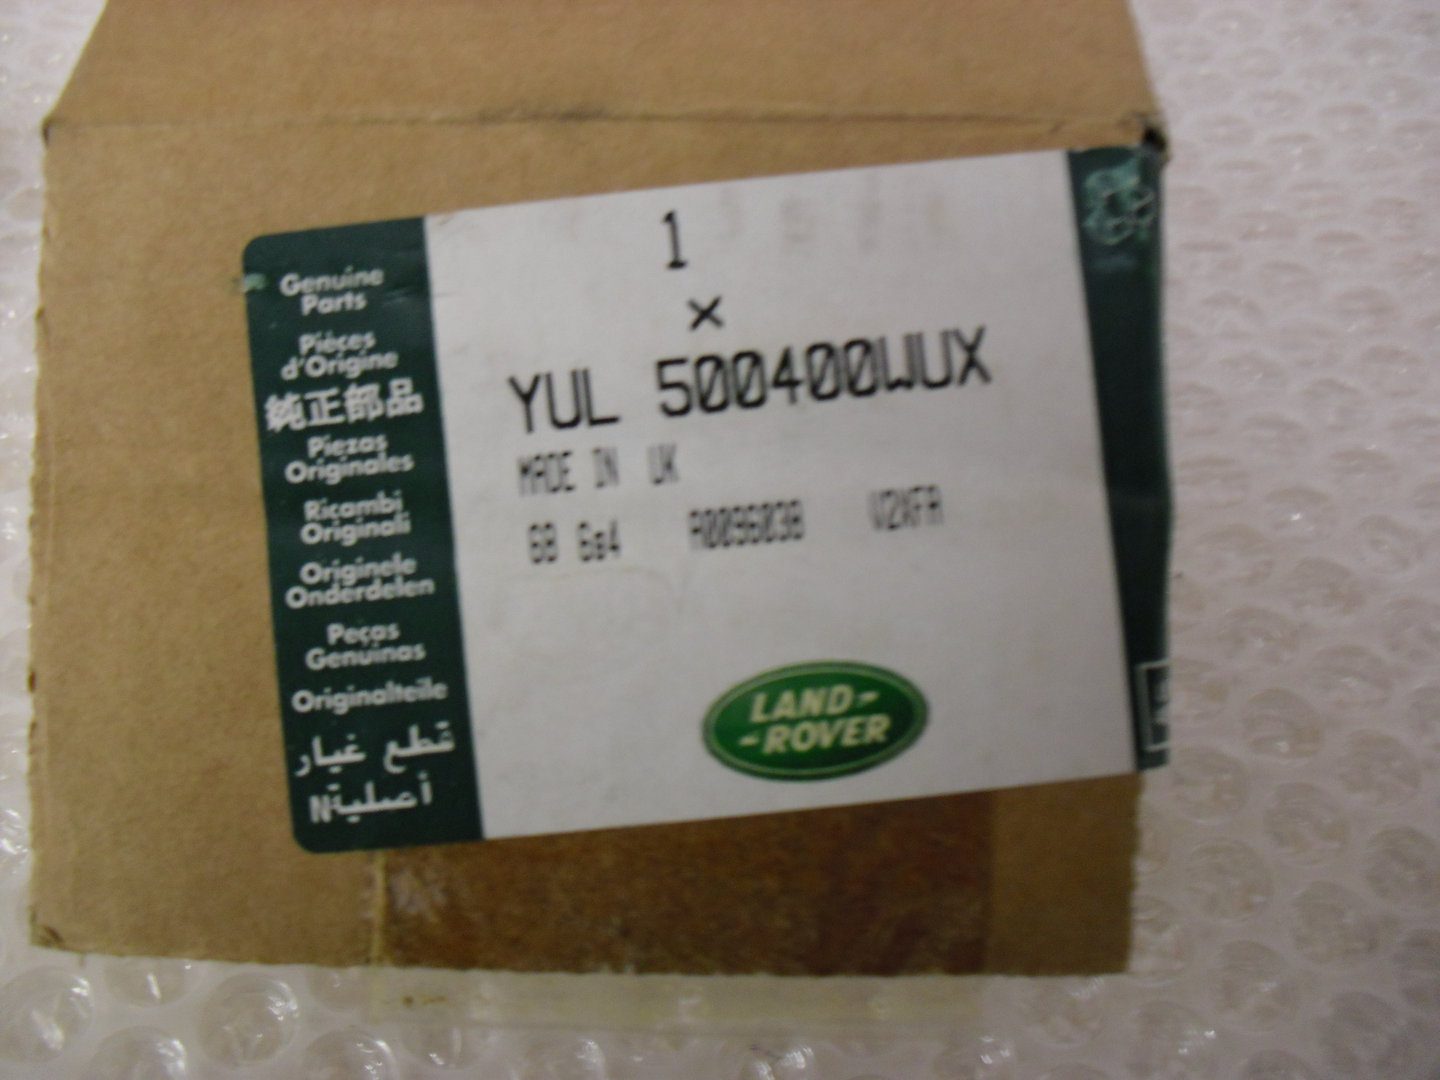 Genuine
Parts
Pièces
d'Origine
純正部品
Piezas
Originales
Ricambi
Originali
Originele
Onderdelen
Peças
Genuínas
Originalteile
قطع غيار
أصلية
N
1
×
YUL 500400WUX
MADE IN UK
A0096038
LAND-
-ROVER